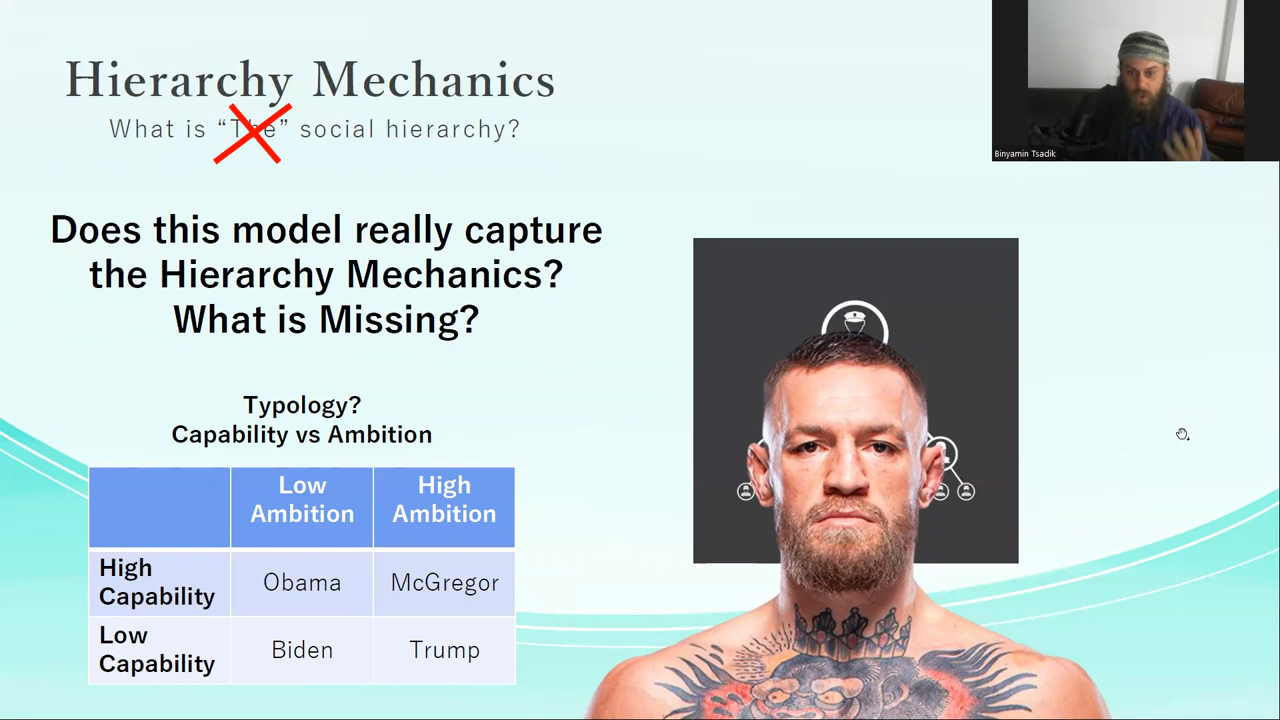 Hierarchy Mechanics
What is “The” social hierarchy?
Binyamin Tsadik
Does this model really capture
the Hierarchy Mechanics?
What is Missing?
Typology?
Capability vs Ambition
Low Ambition
High Ambition
High Capability
Obama
McGregor
Low Capability
Biden
Trump